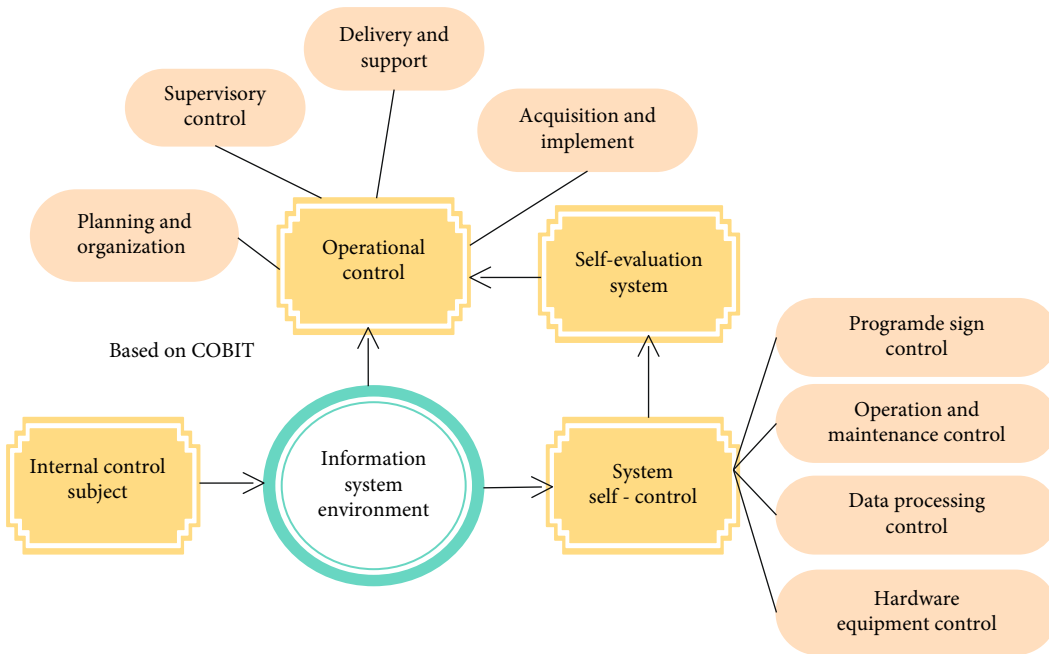 Delivery and
support
Supervisory
control
Acquisition and
implement
Planning and
organization
Operational
control
Self-evaluation
system
Based on COBIT
Programde sign
control
Operation and
maintenance control
Internal control
subject
Information
system
environment
System
self - control
Data processing
control
Hardware
equipment control